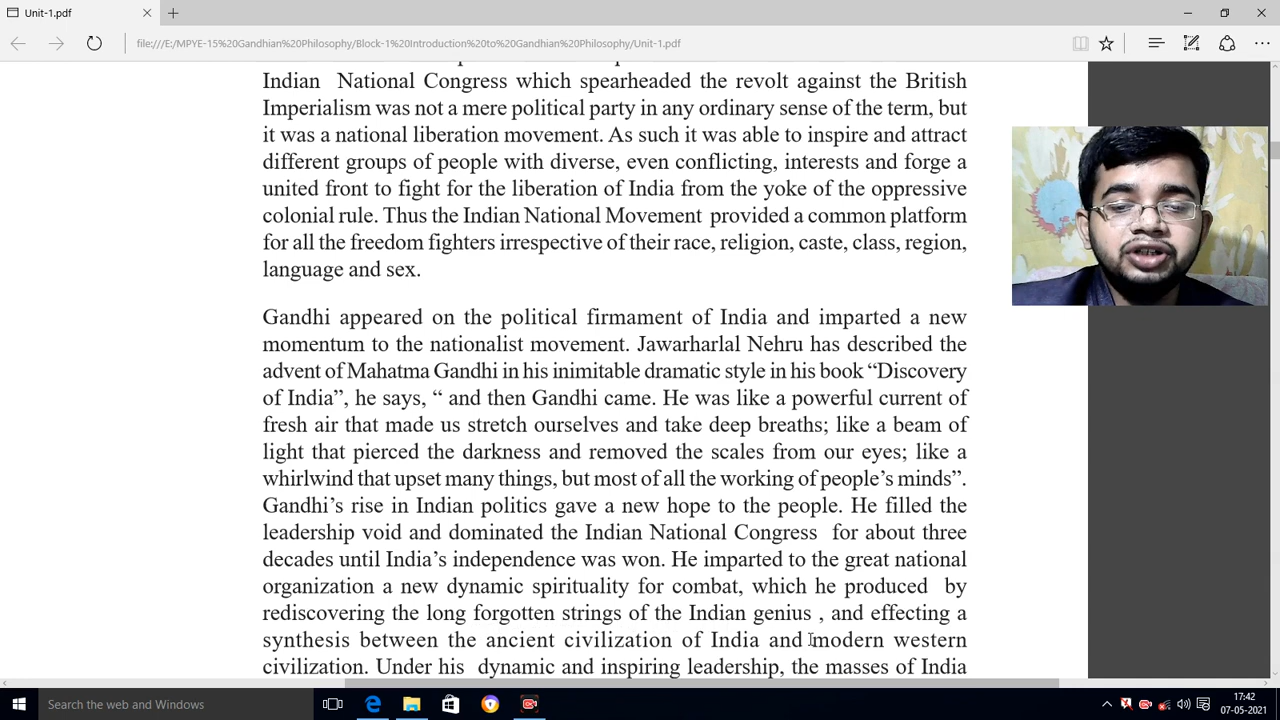 Unit-1.pdf
file:///E:/MPYE-15%20Gandhian%20Philosophy/Block-1%20Introduction%20to%20Gandhian%20Philosophy/Unit-1.pdf
Indian National Congress which spearheaded the revolt against the British
Imperialism was not a mere political party in any ordinary sense of the term, but
it was a national liberation movement. As such it was able to inspire and attract
different groups of people with diverse, even conflicting, interests and forge a
united front to fight for the liberation of India from the yoke of the oppressive
colonial rule. Thus the Indian National Movement provided a common platform
for all the freedom fighters irrespective of their race, religion, caste, class, region,
language and sex.
Gandhi appeared on the political firmament of India and imparted a new
momentum to the nationalist movement. Jawarharlal Nehru has described the
advent of Mahatma Gandhi in his inimitable dramatic style in his book “Discovery
of India”, he says, “ and then Gandhi came. He was like a powerful current of
fresh air that made us stretch ourselves and take deep breaths; like a beam of
light that pierced the darkness and removed the scales from our eyes; like a
whirlwind that upset many things, but most of all the working of people’s minds”.
Gandhi’s rise in Indian politics gave a new hope to the people. He filled the
leadership void and dominated the Indian National Congress for about three
decades until India’s independence was won. He imparted to the great national
organization a new dynamic spirituality for combat, which he produced by
rediscovering the long forgotten strings of the Indian genius , and effecting a
synthesis between the ancient civilization of India and modern western
civilization. Under his dynamic and inspiring leadership, the masses of India
Search the web and Windows
17:42
07-05-2021